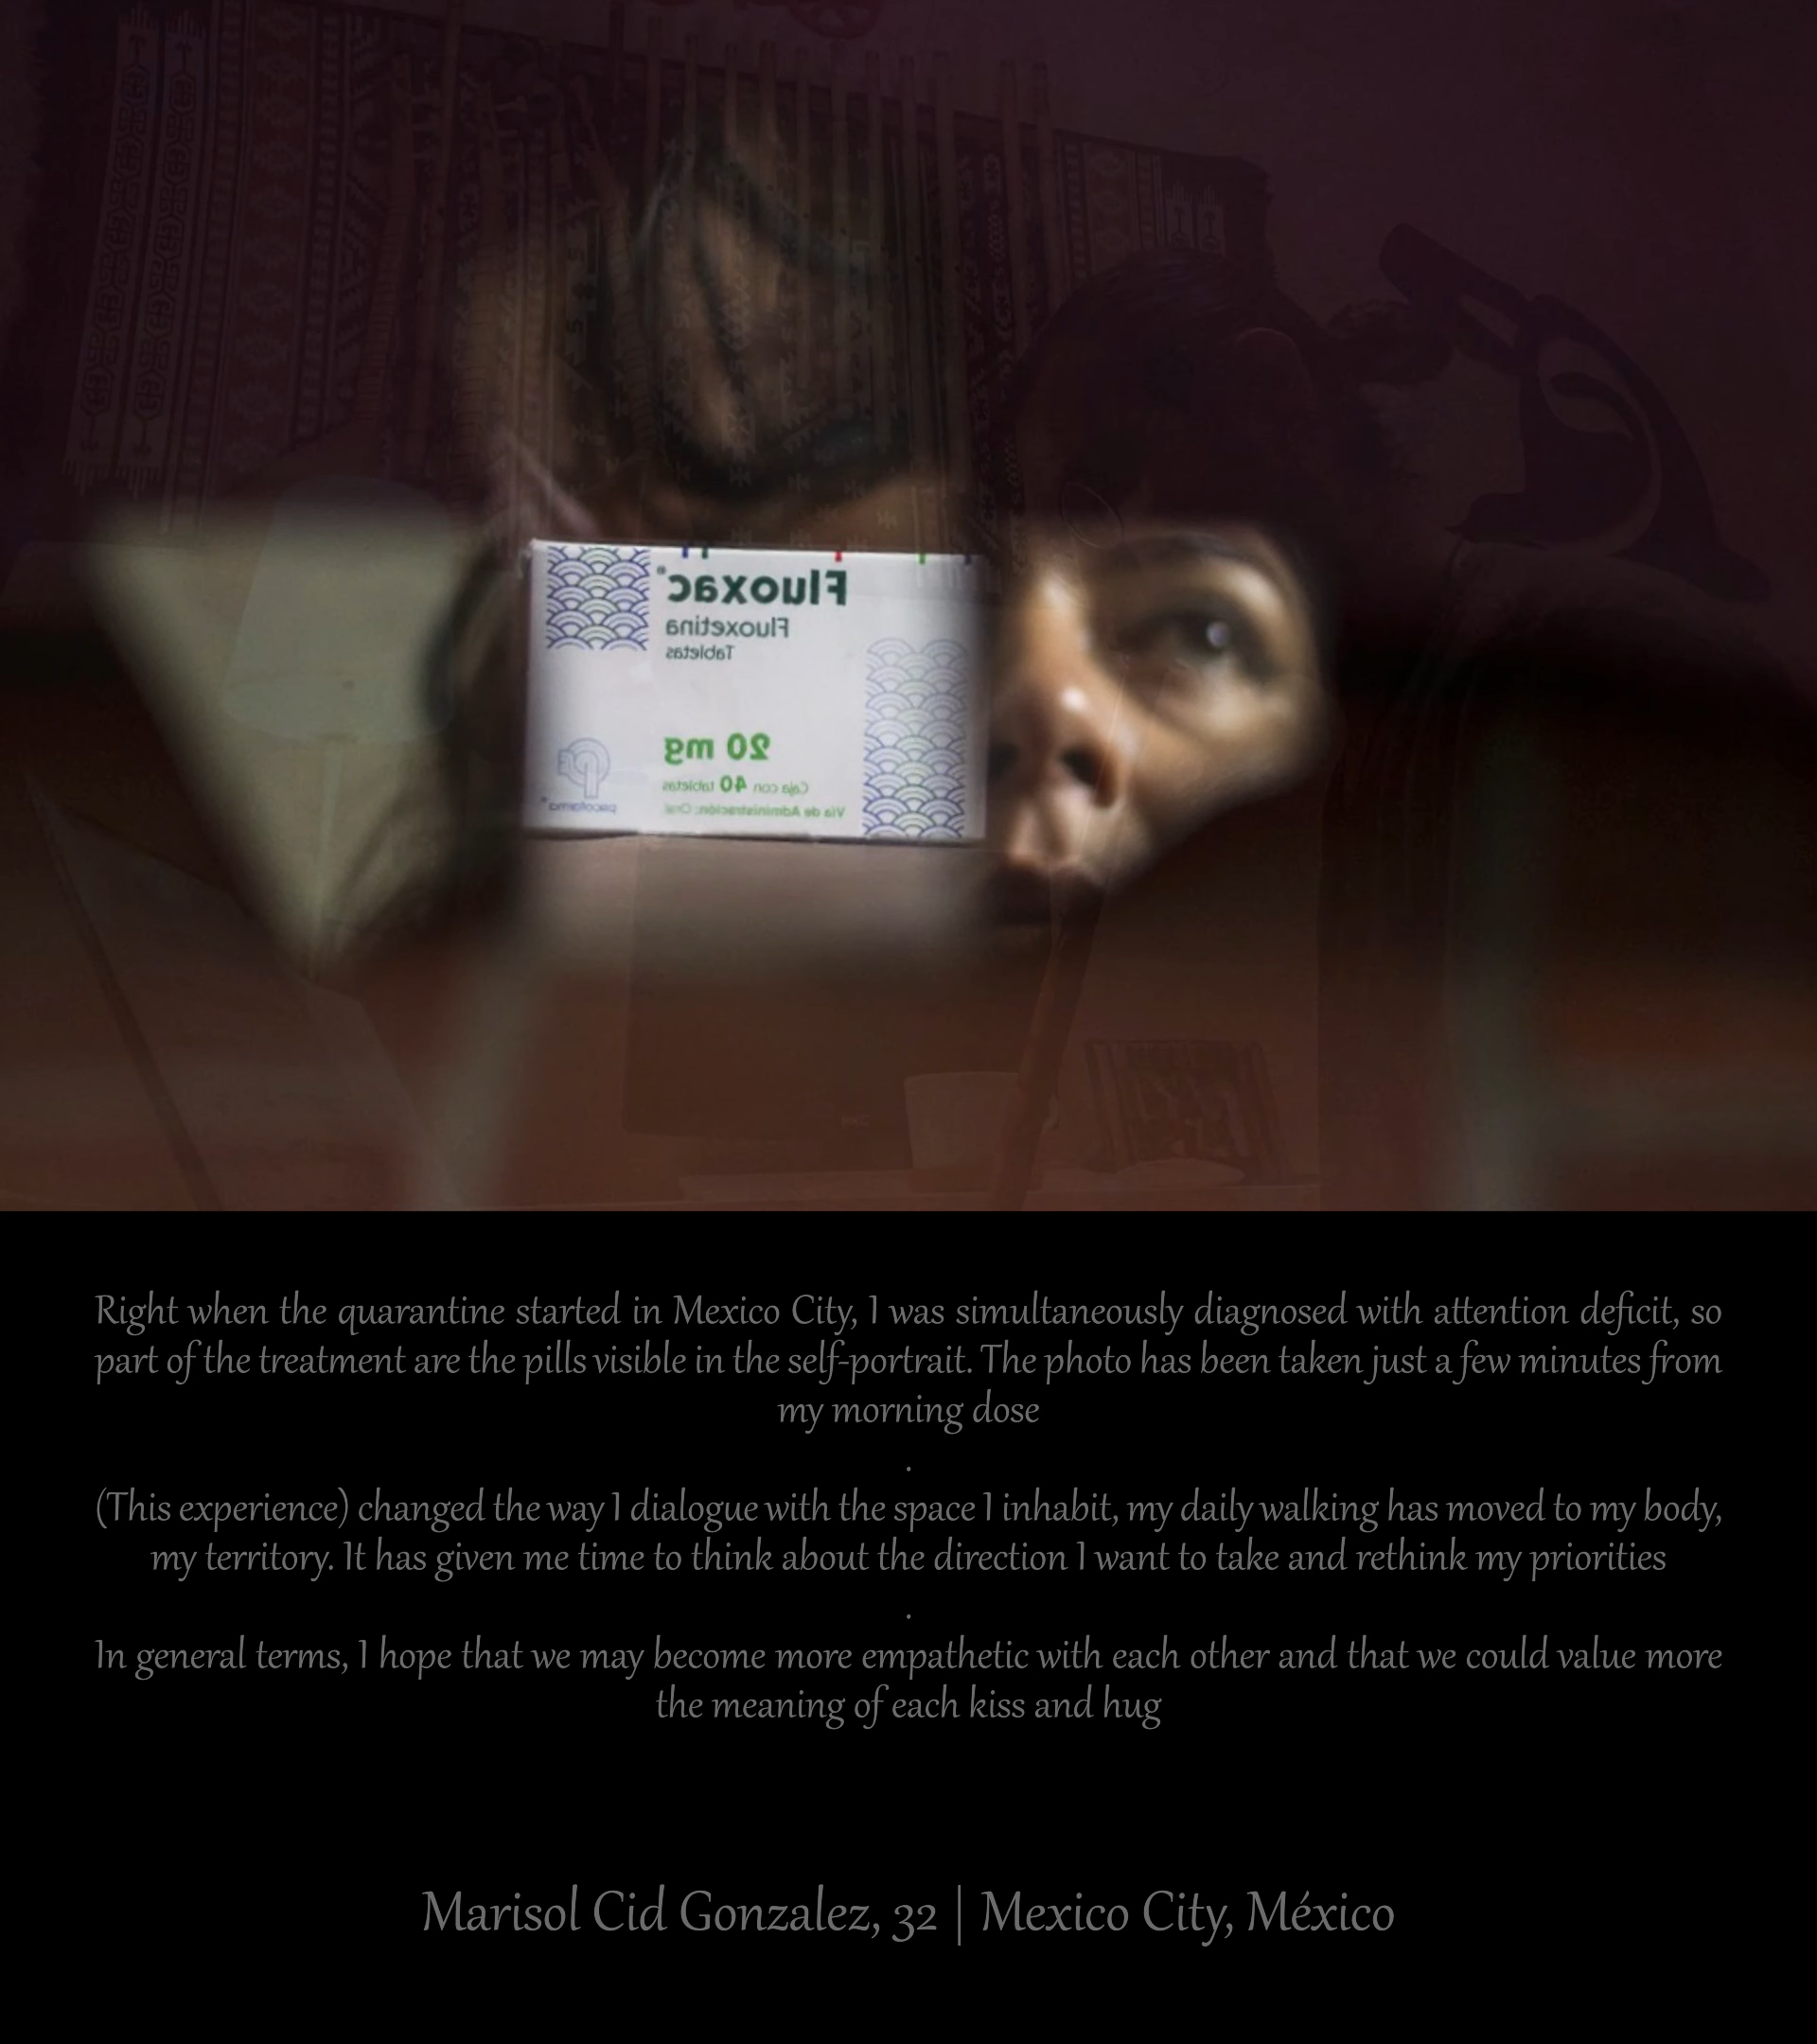 Fluoxac®
Fluoxetina
Tabletas
20 mg
Caja con 40 tabletas
Vía de Administración: Oral
psicofarma®
Right when the quarantine started in Mexico City, I was simultaneously diagnosed with attention deficit, so
part of the treatment are the pills visible in the self-portrait. The photo has been taken just a few minutes from
my morning dose
.
(This experience) changed the way I dialogue with the space I inhabit, my daily walking has moved to my body,
my territory. It has given me time to think about the direction I want to take and rethink my priorities
.
In general terms, I hope that we may become more empathetic with each other and that we could value more
the meaning of each kiss and hug
Marisol Cid Gonzalez, 32 | Mexico City, México